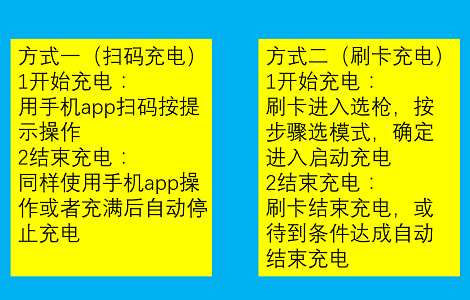 方式一（扫码充电）
1开始充电：
用手机app扫码按提
示操作
2结束充电：
同样使用手机app操
作或者充满后自动停
止充电
方式二（刷卡充电）
1开始充电：
刷卡进入选枪，按
步骤选模式，确定
进入启动充电
2结束充电：
刷卡结束充电，或
待到条件达成自动
结束充电